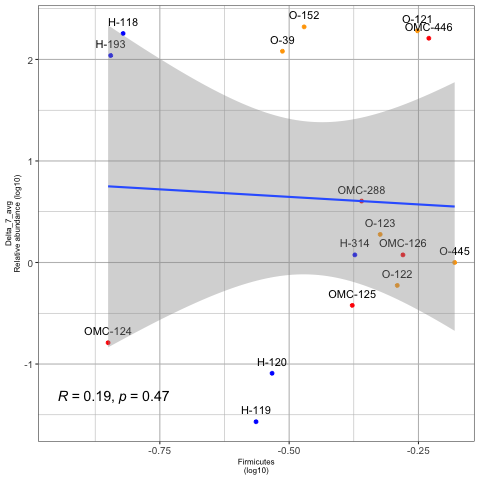 H-118
O-152
O-121
OMC-446
H-193
O-39
2
Delta_7_avg
Relative abundance (log10)
1
OMC-288
O-123
H-314
OMC-126
O-445
0
O-122
OMC-125
OMC-124
-1
H-120
R = 0.19, p = 0.47
H-119
-0.75
-0.50
-0.25
Firmicutes
(log10)